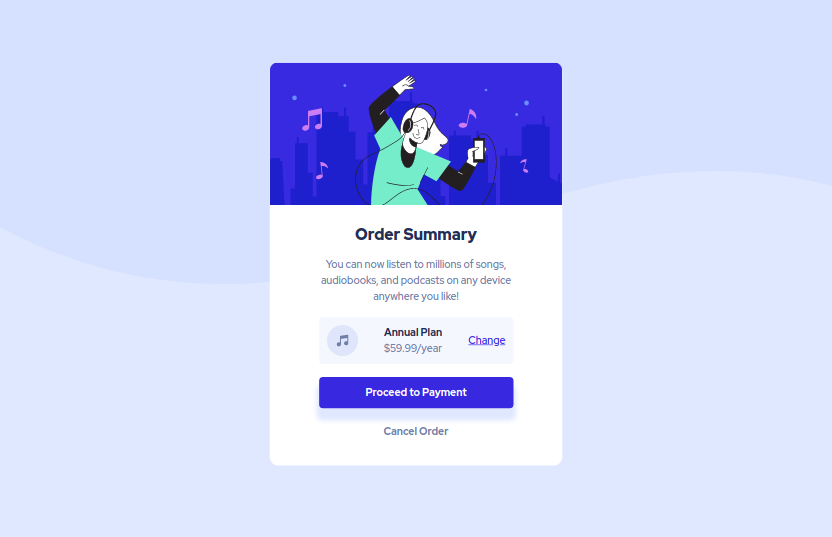 Order Summary
You can now listen to millions of songs,
audiobooks, and podcasts on any device
anywhere you like!
Annual Plan
$59.99/year
Change
Proceed to Payment
Cancel Order